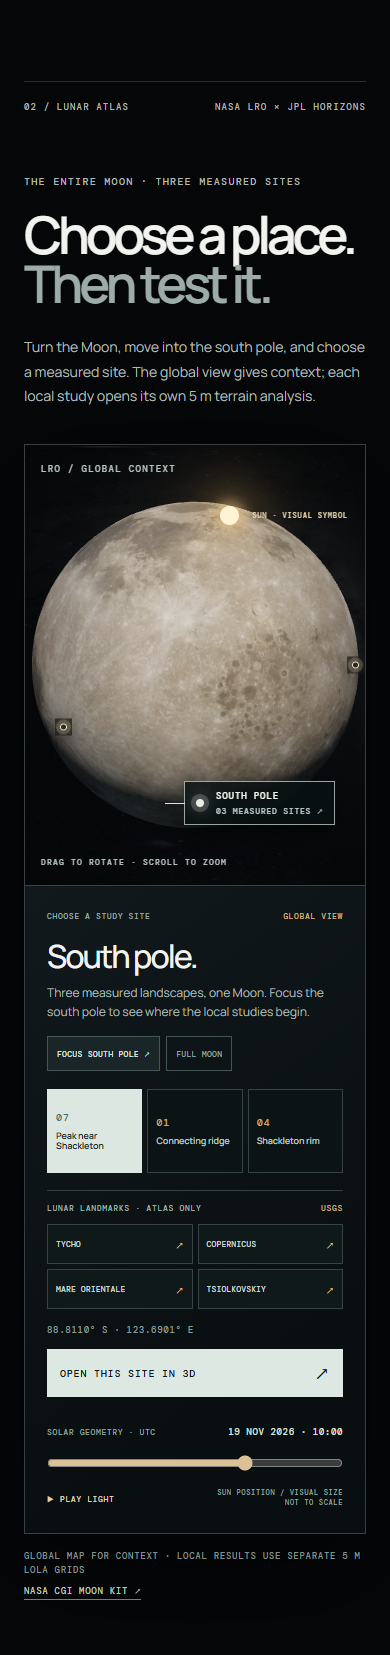 02 / LUNAR ATLAS
NASA LRO × JPL HORIZONS
THE ENTIRE MOON · THREE MEASURED SITES
Choose a place.
Then test it.
Turn the Moon, move into the south pole, and choose
a measured site. The global view gives context; each
local study opens its own 5 m terrain analysis.
LRO / GLOBAL CONTEXT
SUN · VISUAL SYMBOL
SOUTH POLE
03 MEASURED SITES ↗
DRAG TO ROTATE · SCROLL TO ZOOM
CHOOSE A STUDY SITE
GLOBAL VIEW
South pole.
Three measured landscapes, one Moon. Focus the
south pole to see where the local studies begin.
FOCUS SOUTH POLE ↗
FULL MOON
07
Peak near
Shackleton
01
Connecting ridge
04
Shackleton rim
LUNAR LANDMARKS · ATLAS ONLY
USGS
TYCHO ↗
COPERNICUS ↗
MARE ORIENTALE ↗
TSIOLKOVSKIY ↗
88.8110° S · 123.6901° E
OPEN THIS SITE IN 3D ↗
SOLAR GEOMETRY · UTC
19 NOV 2026 · 10:00
▶ PLAY LIGHT
SUN POSITION / VISUAL SIZE
NOT TO SCALE
GLOBAL MAP FOR CONTEXT · LOCAL RESULTS USE SEPARATE 5 M
LOLA GRIDS
NASA CGI MOON KIT ↗